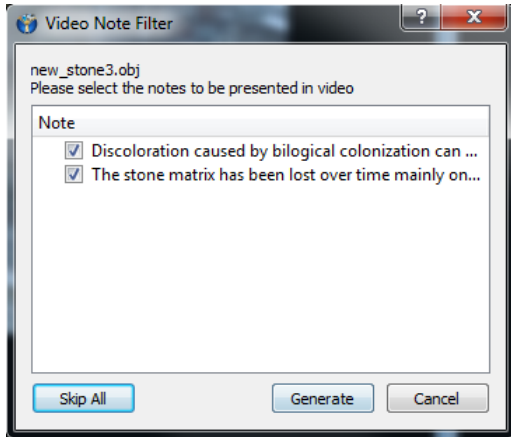 Video Note Filter
?
X
new_stone3.obj
Please select the notes to be presented in video
Note
Discoloration caused by bilogical colonization can ...
The stone matrix has been lost over time mainly on...
Skip All
Generate
Cancel